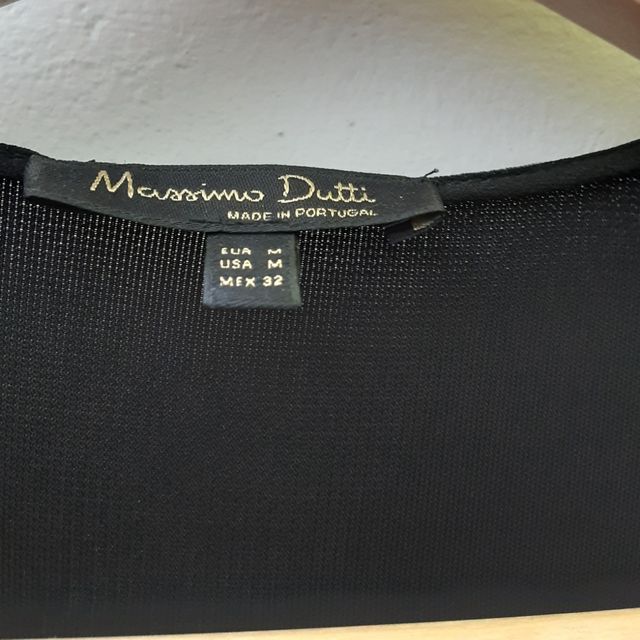 Massimo Dutti
MADE IN PORTUGAL
EUR M
USA M
MEX 32